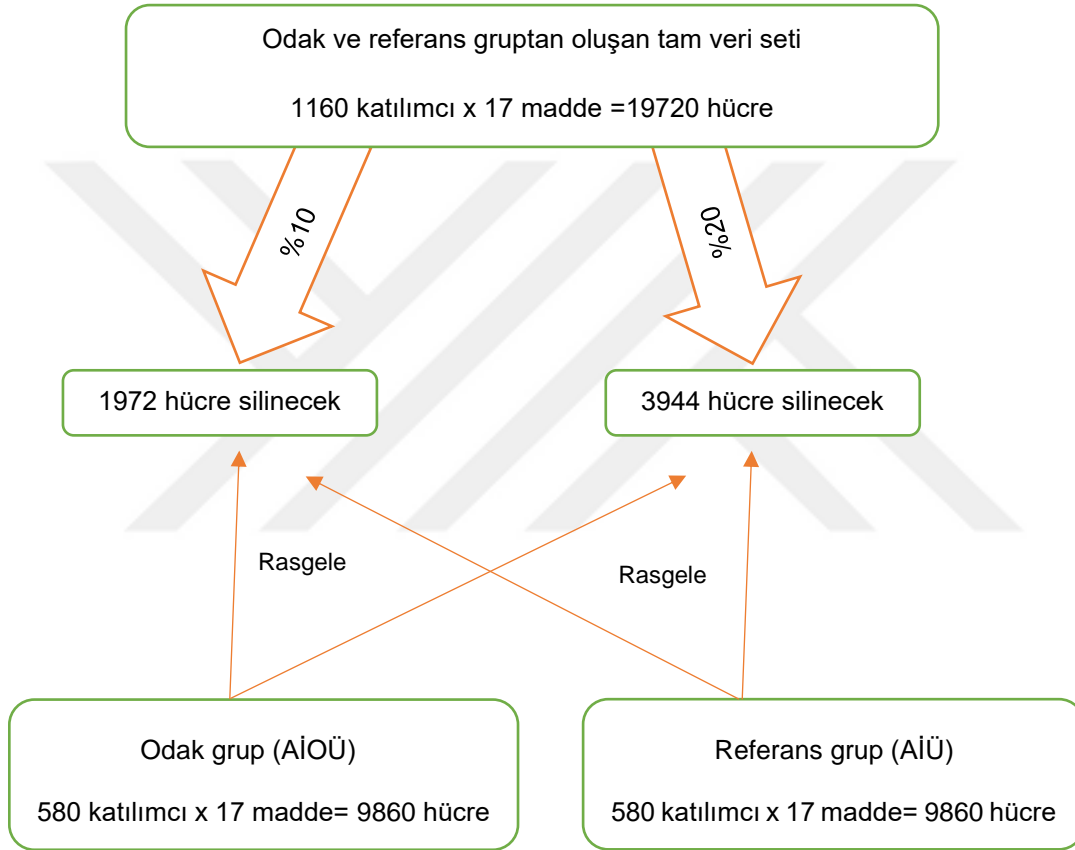 Odak ve referans gruptan oluşan tam veri seti
1160 katılımcı x 17 madde =19720 hücre
%10
%20
1972 hücre silinecek
3944 hücre silinecek
Rasgele
Rasgele
Odak grup (AİOÜ)
580 katılımcı x 17 madde= 9860 hücre
Referans grup (AİÜ)
580 katılımcı x 17 madde= 9860 hücre